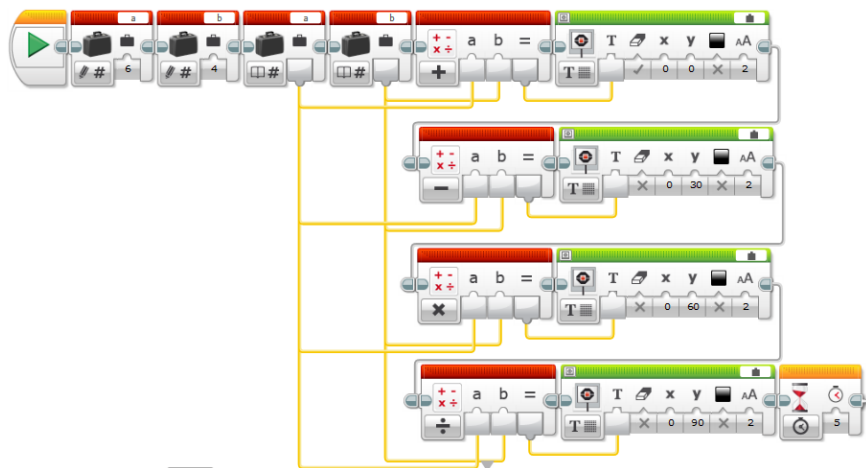 a b a b
# 6 # 4 # # + a b = T x y AA
+ T ✓ 0 0 × 2
+ - × ÷ a b = T x y AA
− T × 0 30 × 2
+ - × ÷ a b = T x y AA
× T × 0 60 × 2
+ - × ÷ a b = T x y AA
÷ T × 0 90 × 2 5